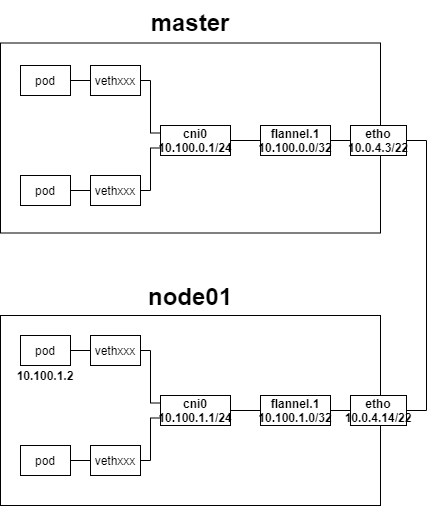 master
pod
vethxxx
cni0
10.100.0.1/24
flannel.1
10.100.0.0/32
etho
10.0.4.3/22
pod
vethxxx
node01
pod
vethxxx
10.100.1.2
cni0
10.100.1.1/24
flannel.1
10.100.1.0/32
etho
10.0.4.14/22
pod
vethxxx